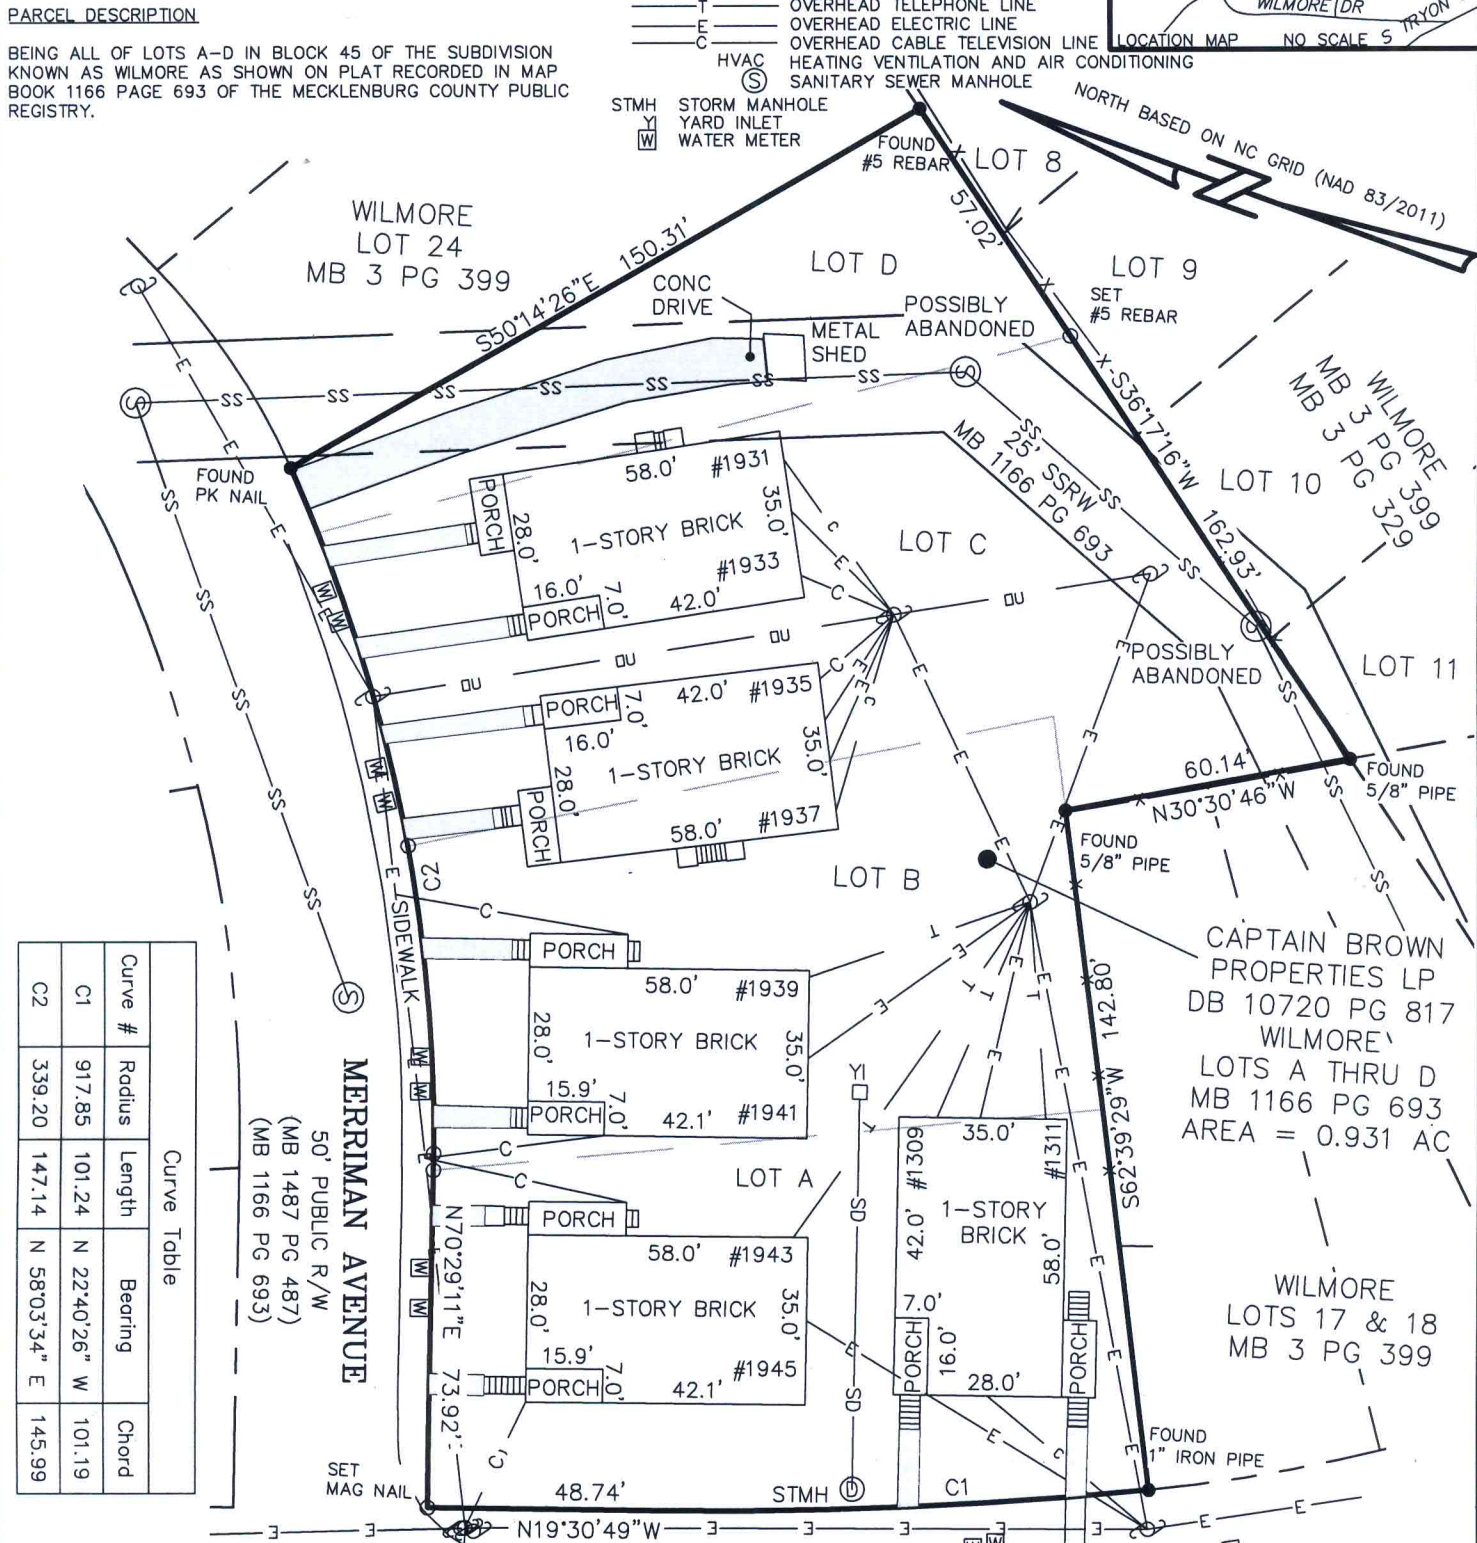 PARCEL DESCRIPTION
BEING ALL OF LOTS A-D IN BLOCK 45 OF THE SUBDIVISION
KNOWN AS WILMORE AS SHOWN ON PLAT RECORDED IN MAP
BOOK 1166 PAGE 693 OF THE MECKLENBURG COUNTY PUBLIC
REGISTRY.
T OVERHEAD TELEPHONE LINE
E OVERHEAD ELECTRIC LINE
C OVERHEAD CABLE TELEVISION LINE
HVAC HEATING VENTILATION AND AIR CONDITIONING
S SANITARY SEWER MANHOLE
STMH STORM MANHOLE
YI YARD INLET
W WATER METER
WILMORE DR
S TRYON
LOCATION MAP NO SCALE
NORTH BASED ON NC GRID (NAD 83/2011)
FOUND
#5 REBAR
LOT 8
57.02'
WILMORE
LOT 24
MB 3 PG 399
S50°14'26"E 150.31'
CONC
DRIVE
LOT D
LOT 9
SET
#5 REBAR
POSSIBLY
ABANDONED
METAL
SHED
S36°17'16"W
162.93'
WILMORE
MB 3 PG 399
MB 3 PG 329
LOT 10
25' SSRW
MB 1166 PG 693
FOUND
PK NAIL
58.0' #1931
PORCH
28.0'
1-STORY BRICK
35.0'
#1933
16.0'
7.0'
42.0'
PORCH
LOT C
POSSIBLY
ABANDONED
LOT 11
PORCH
7.0'
42.0' #1935
16.0'
28.0'
1-STORY BRICK
35.0'
PORCH
58.0' #1937
60.14'
N30°30'46"W
FOUND
5/8" PIPE
FOUND
5/8" PIPE
C2
SIDEWALK
LOT B
CAPTAIN BROWN
PROPERTIES LP
DB 10720 PG 817
WILMORE
LOTS A THRU D
MB 1166 PG 693
AREA = 0.931 AC
PORCH
58.0' #1939
28.0'
1-STORY BRICK
35.0'
15.9'
7.0'
PORCH
42.1' #1941
S62°39'29"W 142.80'
YI
LOT A
MERRIMAN AVENUE
50' PUBLIC R/W
(MB 1487 PG 487)
(MB 1166 PG 693)
N70°29'11"E 73.92'
PORCH
58.0' #1943
28.0'
1-STORY BRICK
35.0'
15.9'
7.0'
PORCH
42.1'
#1945
#1309
35.0'
#1311
1-STORY
BRICK
42.0'
58.0'
7.0'
PORCH
16.0'
28.0'
PORCH
WILMORE
LOTS 17 & 18
MB 3 PG 399
FOUND
1" IRON PIPE
SET
MAG NAIL
48.74'
STMH
C1
N19°30'49"W
Curve Table
Curve # Radius Length Bearing Chord
C1 917.85 101.24 N 22°40'26" W 101.19
C2 339.20 147.14 N 58°03'34" E 145.99